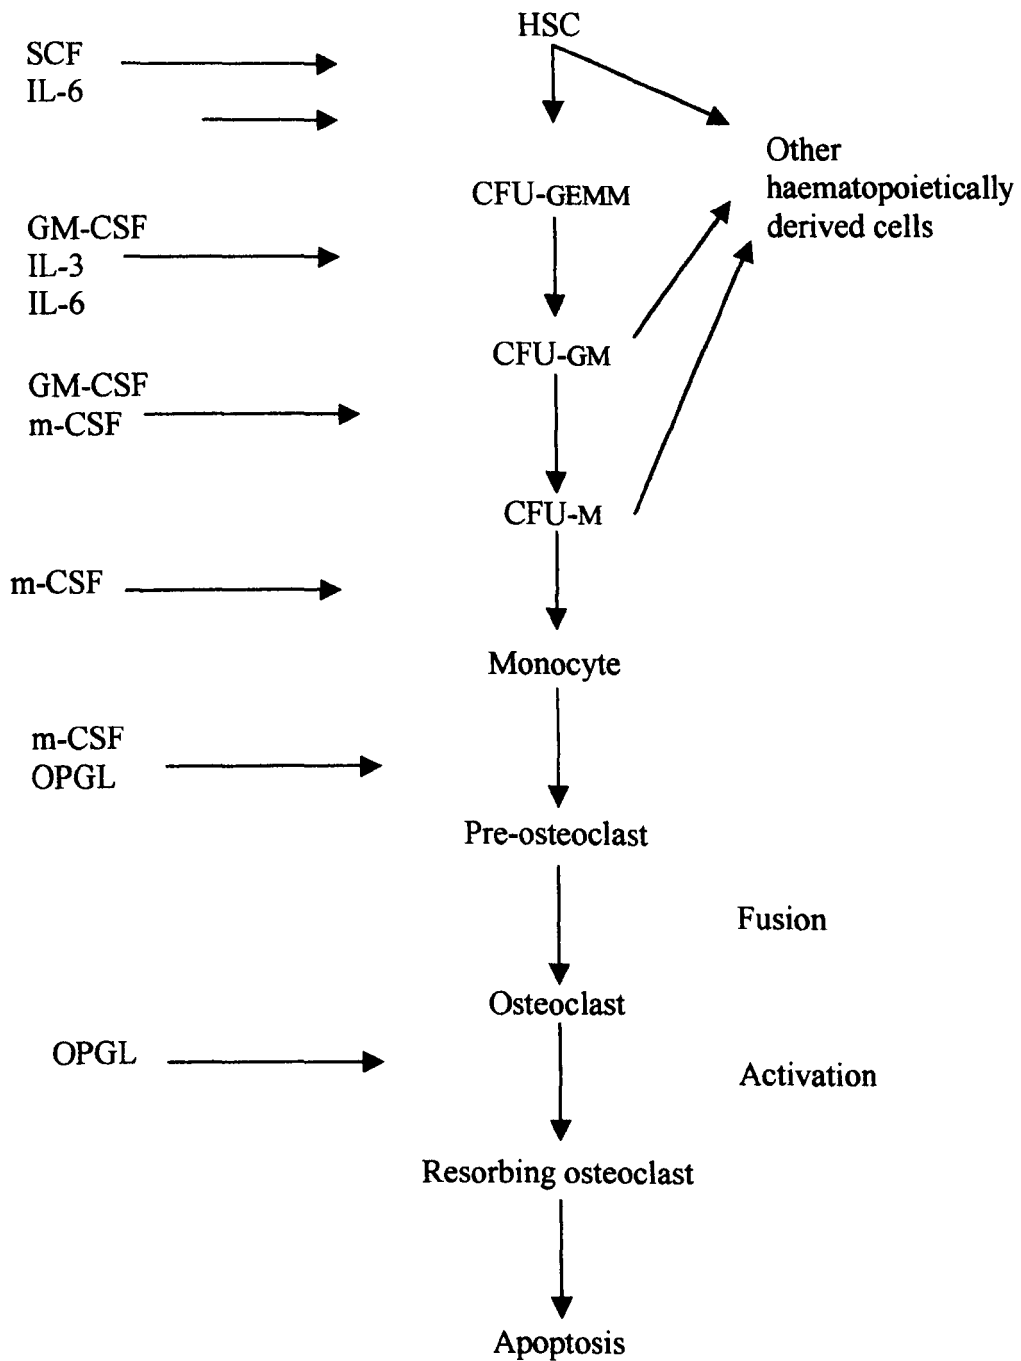 HSC
SCF
IL-6
Other
haematopoietically
derived cells
CFU-GEMM
GM-CSF
IL-3
IL-6
CFU-GM
GM-CSF
m-CSF
CFU-M
m-CSF
Monocyte
m-CSF
OPGL
Pre-osteoclast
Fusion
Osteoclast
OPGL
Activation
Resorbing osteoclast
Apoptosis